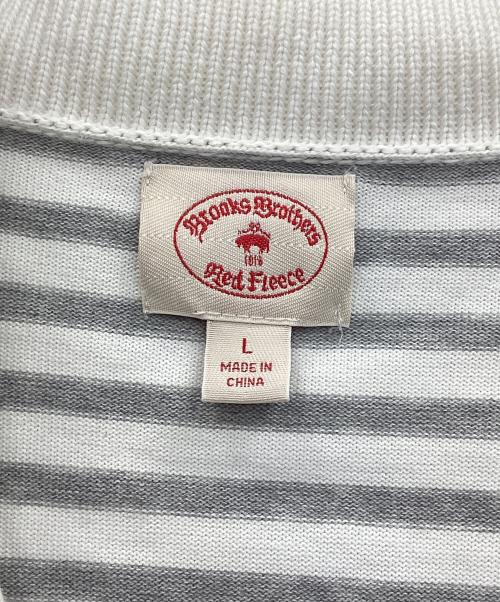 Brooks Brothers
1818
Red Fleece
L
MADE IN
CHINA